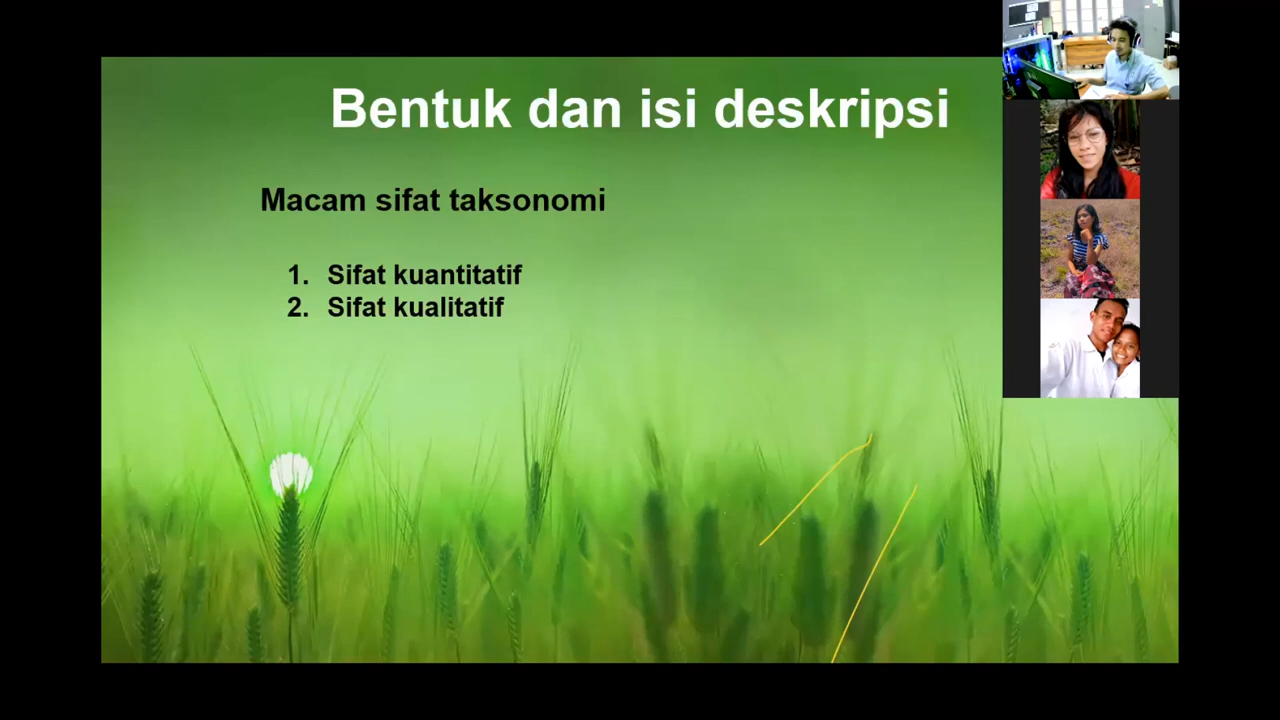 Bentuk dan isi deskripsi
Macam sifat taksonomi
1. Sifat kuantitatif
2. Sifat kualitatif